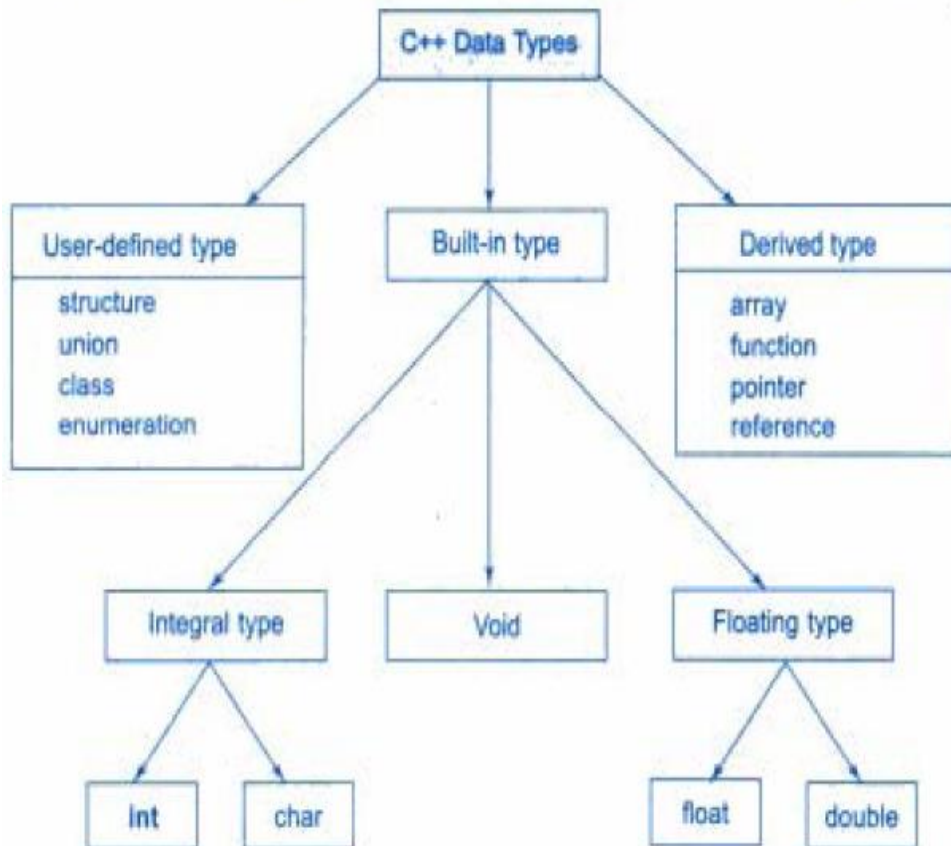 C++ Data Types
User-defined type
structure
union
class
enumeration
Built-in type
Derived type
array
function
pointer
reference
Integral type
Void
Floating type
int
char
float
double